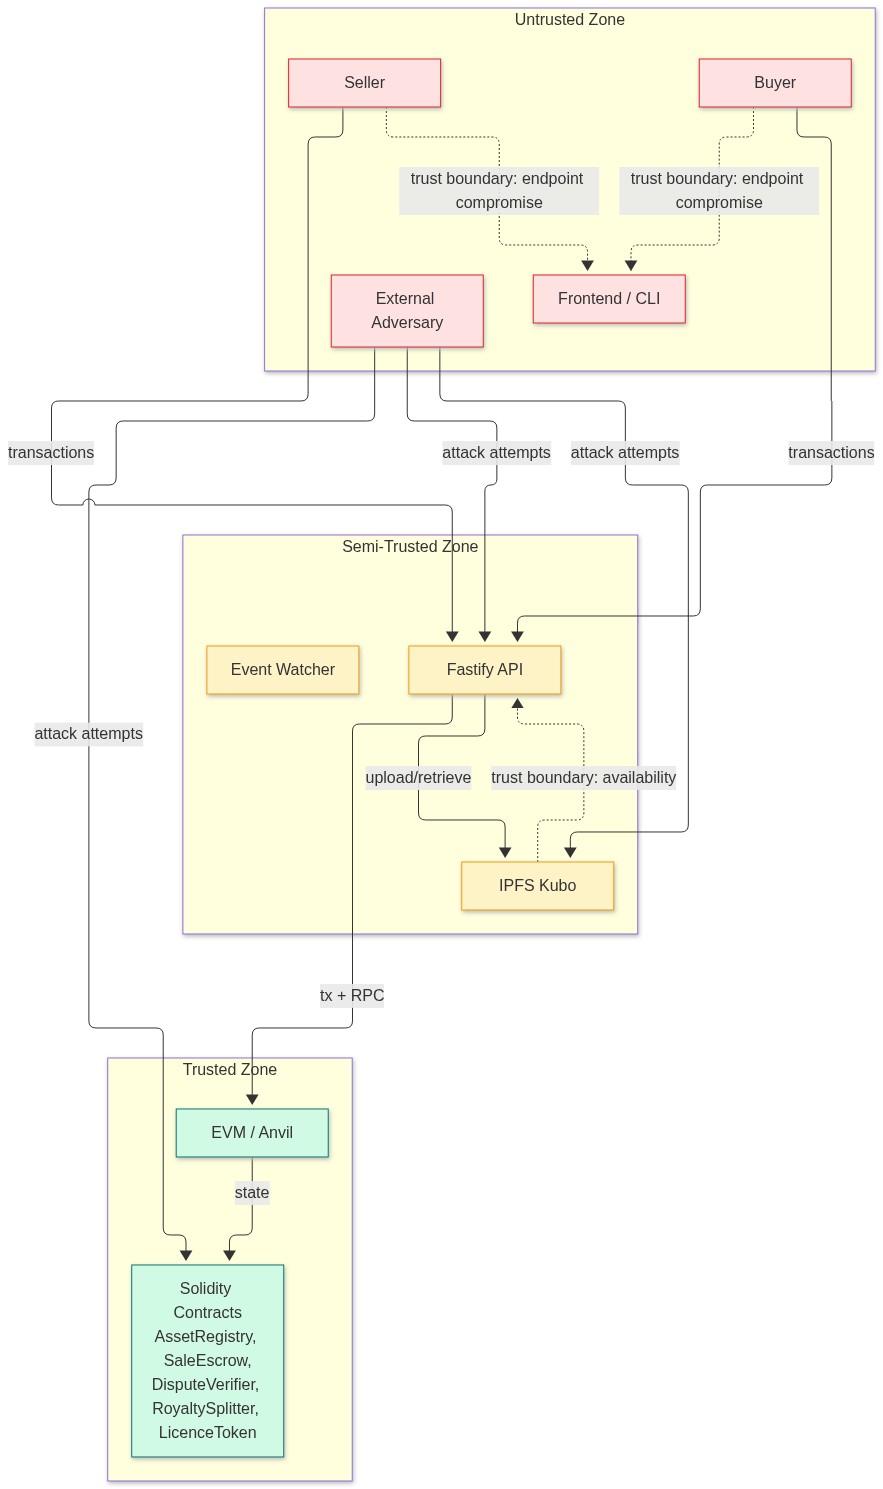 Untrusted Zone
Seller
Buyer
trust boundary: endpoint
compromise
trust boundary: endpoint
compromise
External
Adversary
Frontend / CLI
transactions
attack attempts
attack attempts
transactions
Semi-Trusted Zone
Event Watcher
Fastify API
attack attempts
upload/retrieve
trust boundary: availability
IPFS Kubo
tx + RPC
Trusted Zone
EVM / Anvil
state
Solidity
Contracts
AssetRegistry,
SaleEscrow,
DisputeVerifier,
RoyaltySplitter,
LicenceToken